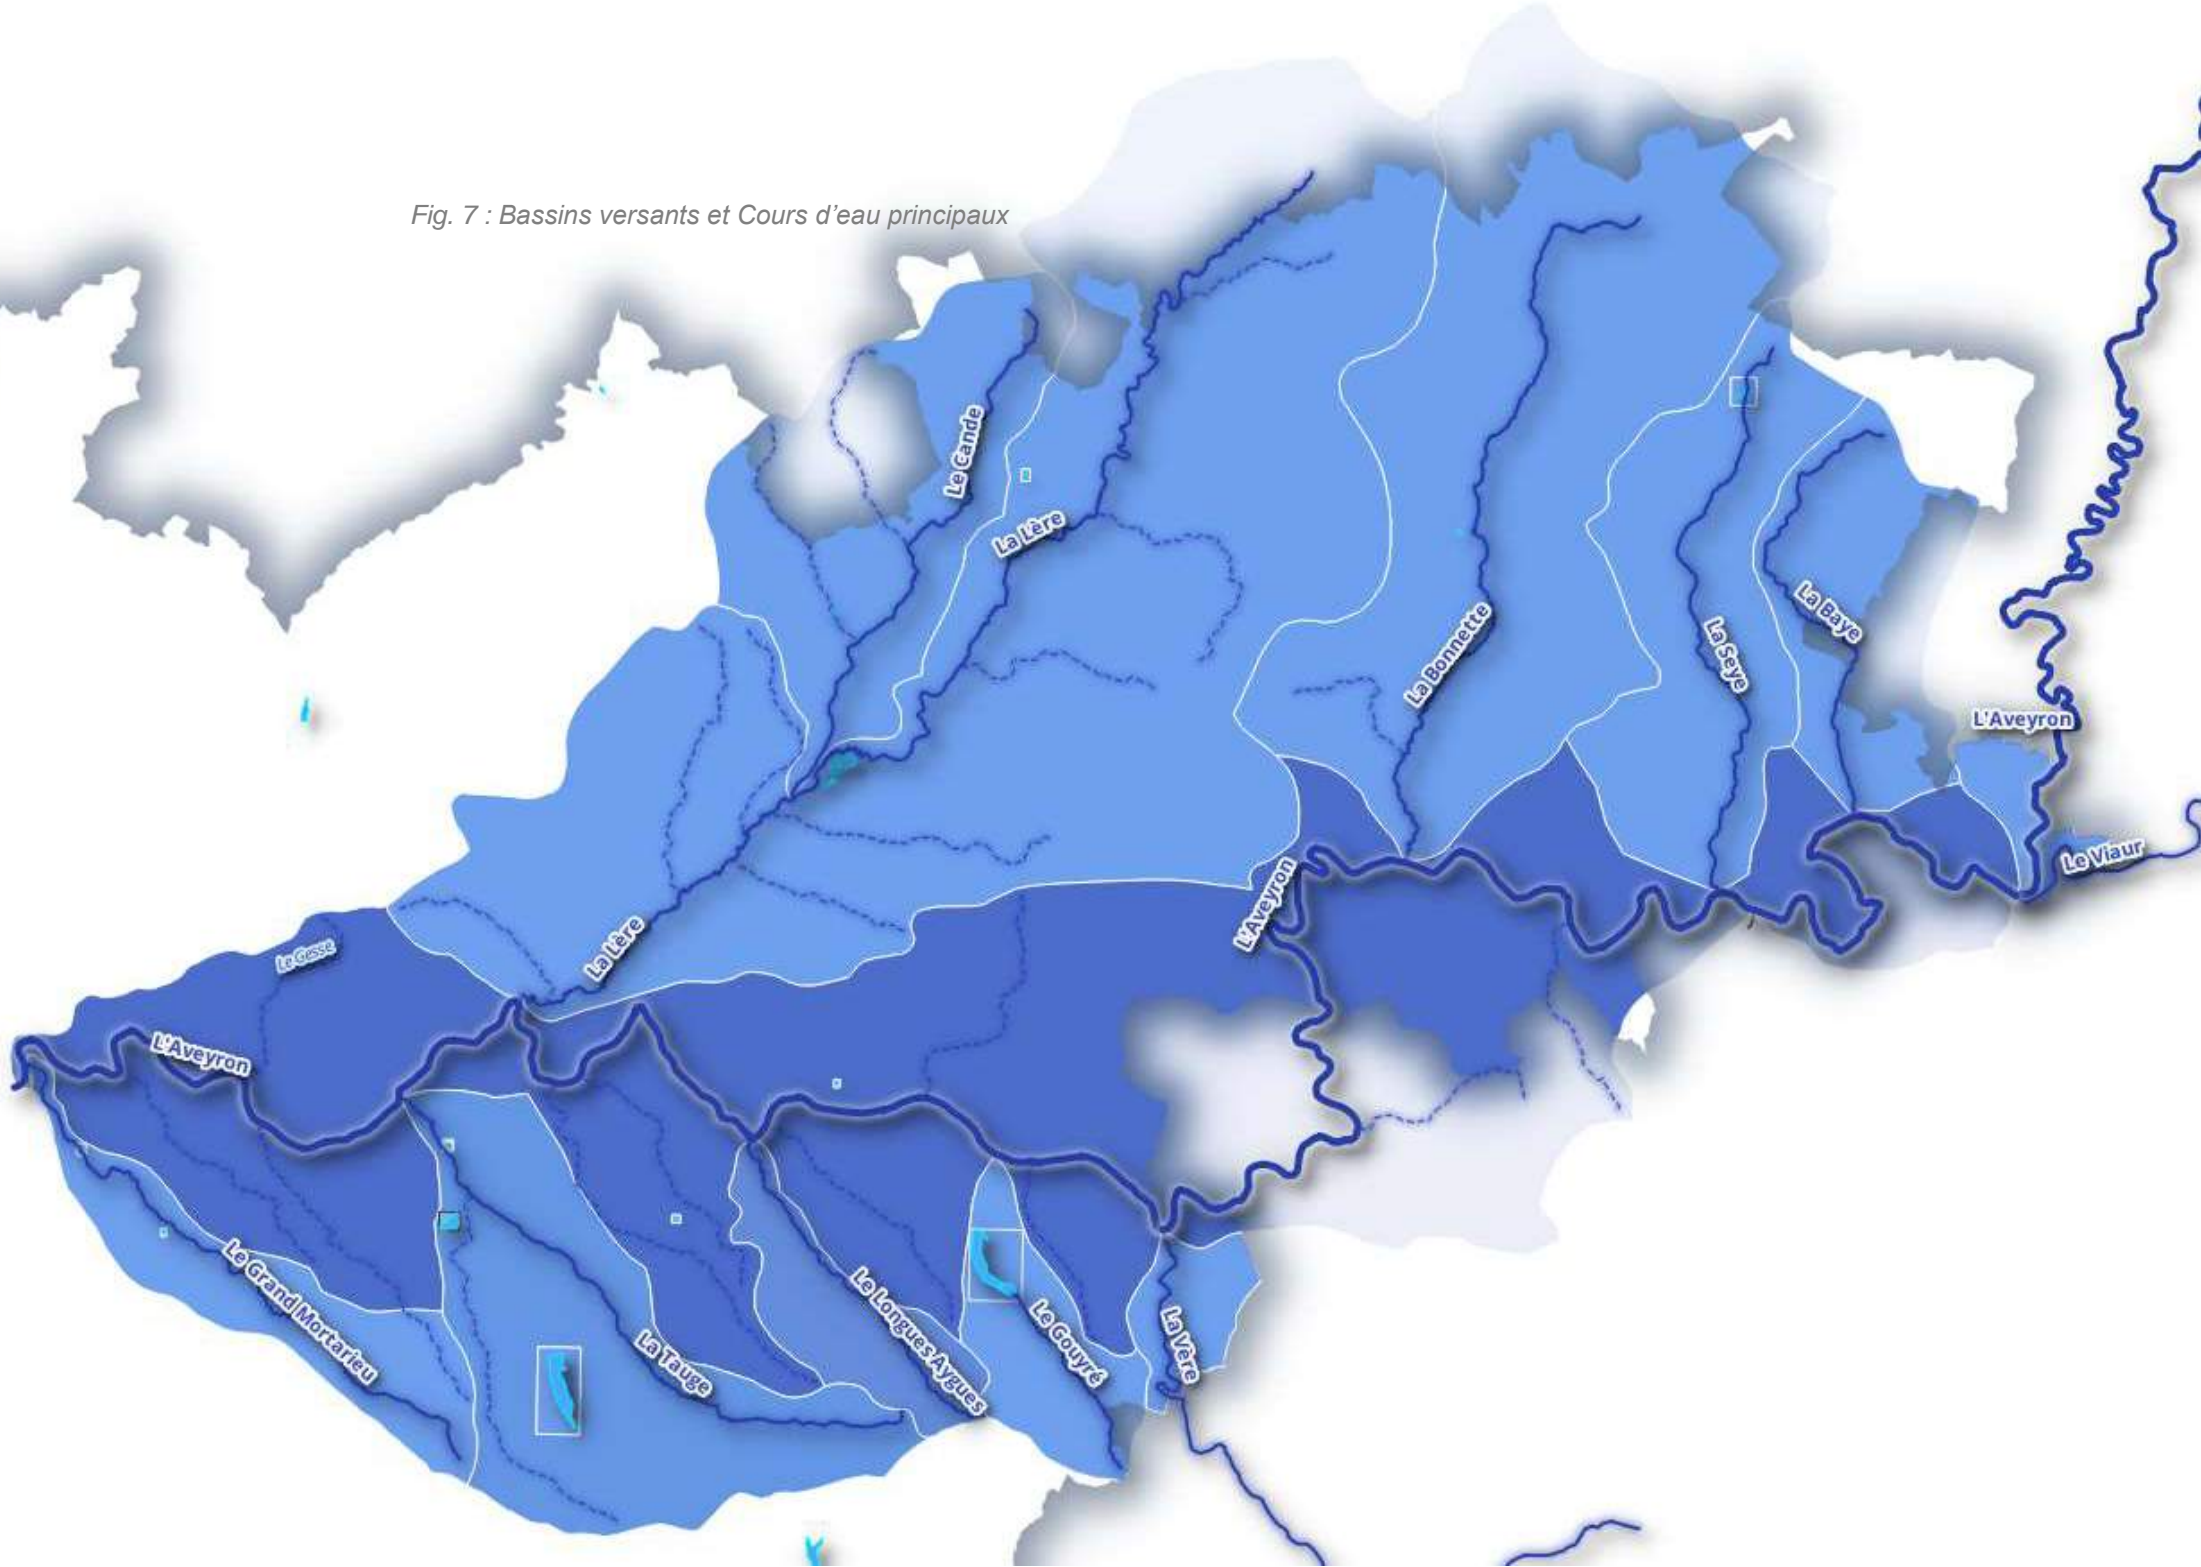 Fig. 7 : Bassins versants et Cours d'eau principaux
Le Cande
La Lère
La Bonnette
La Seye
La Baye
L'Aveyron
Le Viaur
L'Aveyron
La Lère
Le Gesse
L'Aveyron
Le Grand Mortarieu
La Tauge
Le Longues Aygues
Le Gouyré
La Vère